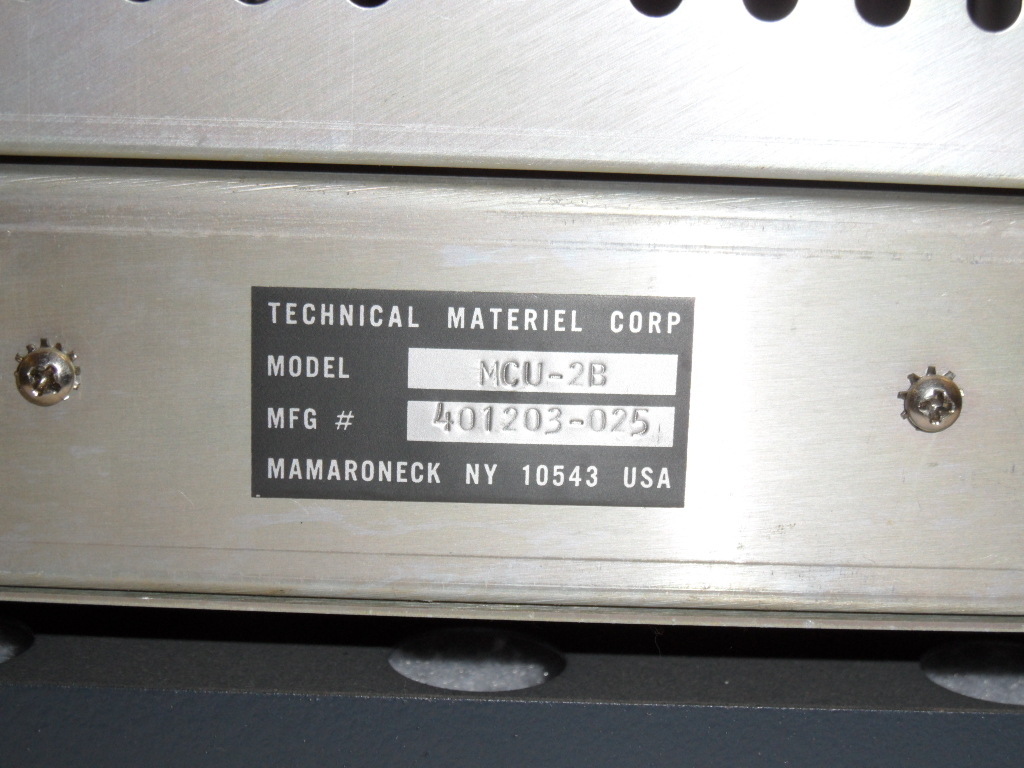 TECHNICAL MATERIEL CORP
MODEL MCU-2B
MFG # 401203-025
MAMARONECK NY 10543 USA